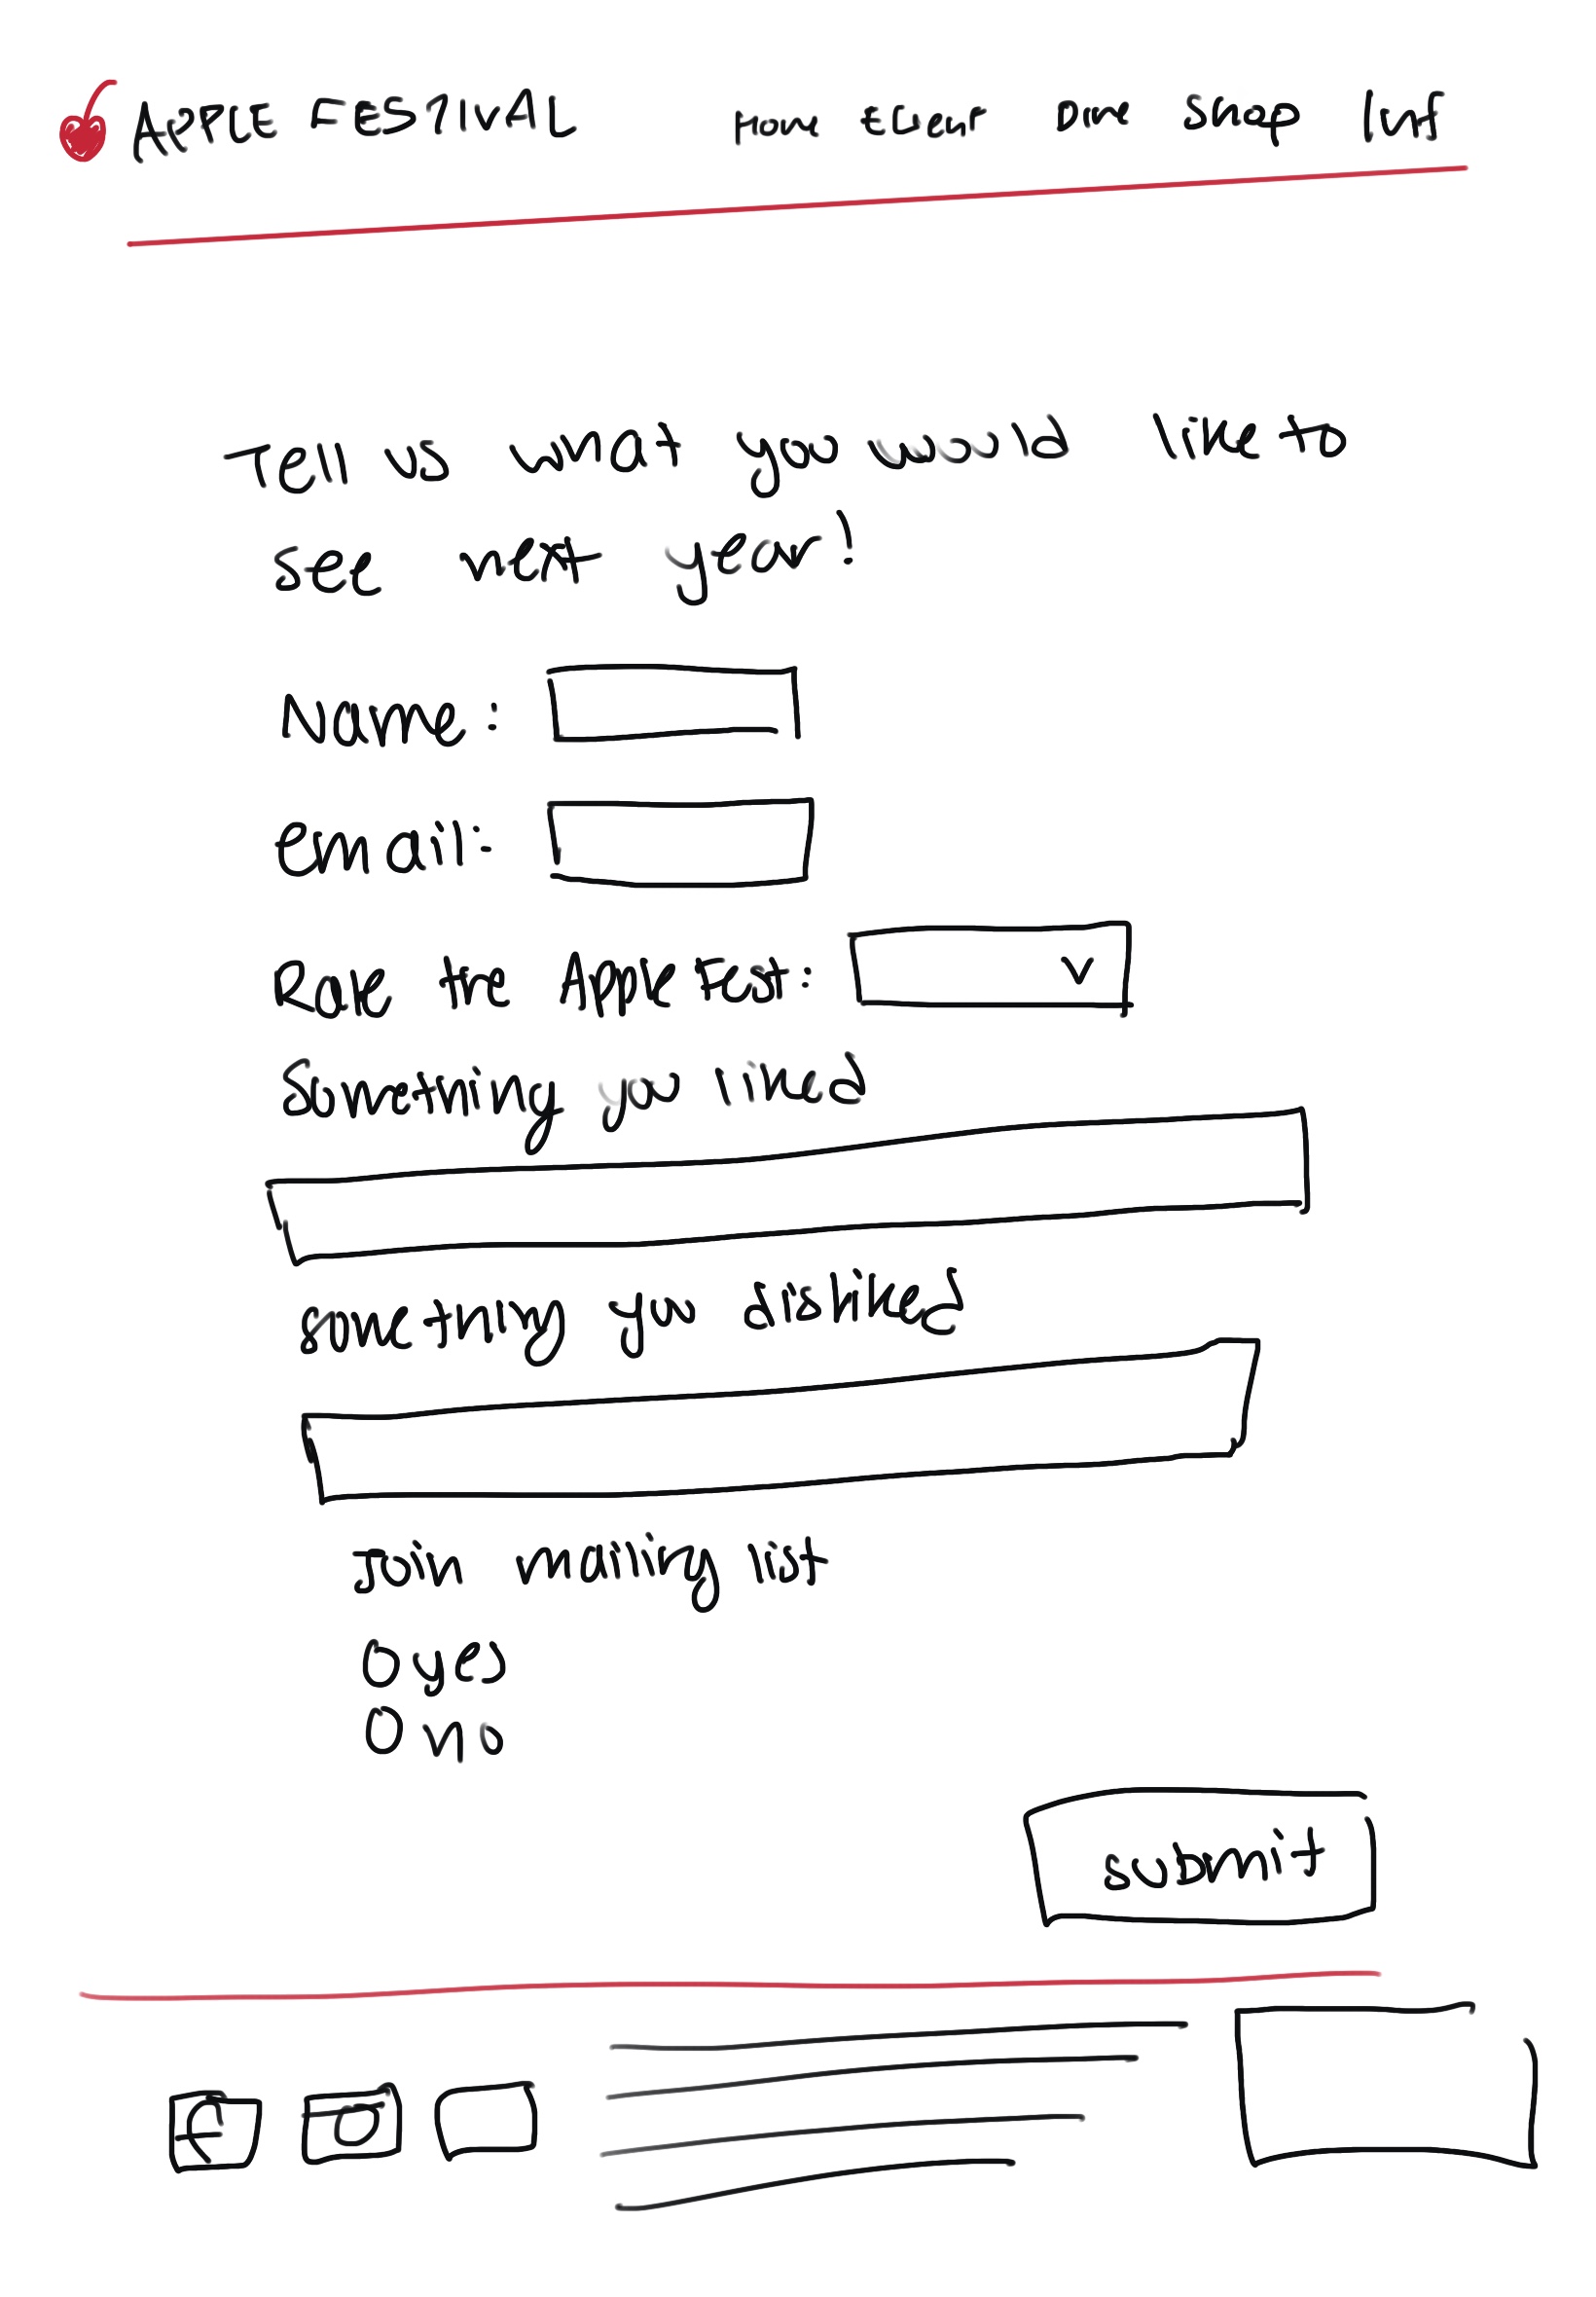 APPLE FESTIVAL Home Event Dine Shop Inf
Tell us what you would like to
see next year!
Name:
email:
Rate the Apple Fest: v
Something you liked
something you disliked
Join mailing list
O yes
O no
submit
f